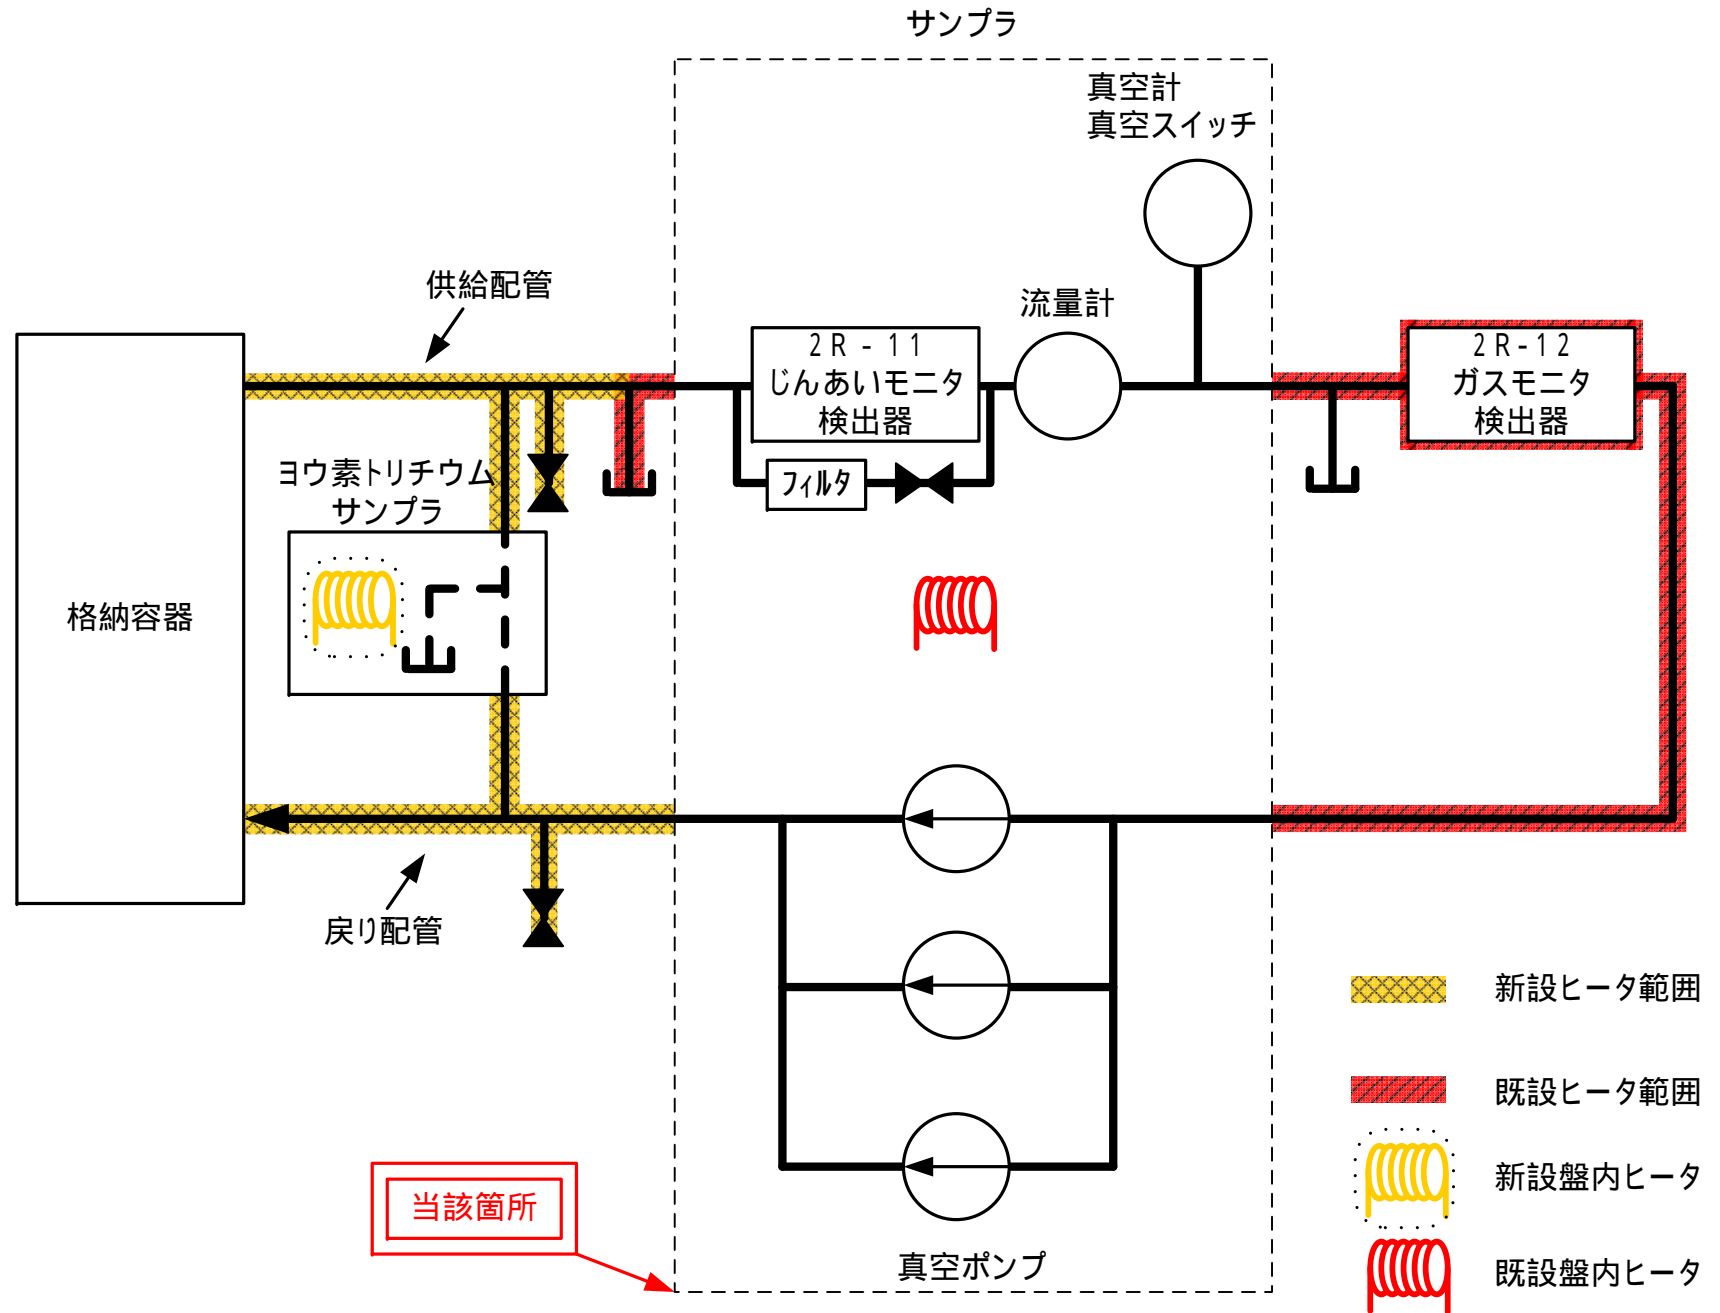 サンプラ
真空計
真空スイッチ
供給配管
流量計
2R-11
じんあいモニタ
検出器
2R-12
ガスモニタ
検出器
フィルタ
ヨウ素トリチウム
サンプラ
格納容器
戻り配管
新設ヒータ範囲
既設ヒータ範囲
新設盤内ヒータ
当該箇所
真空ポンプ
既設盤内ヒータ